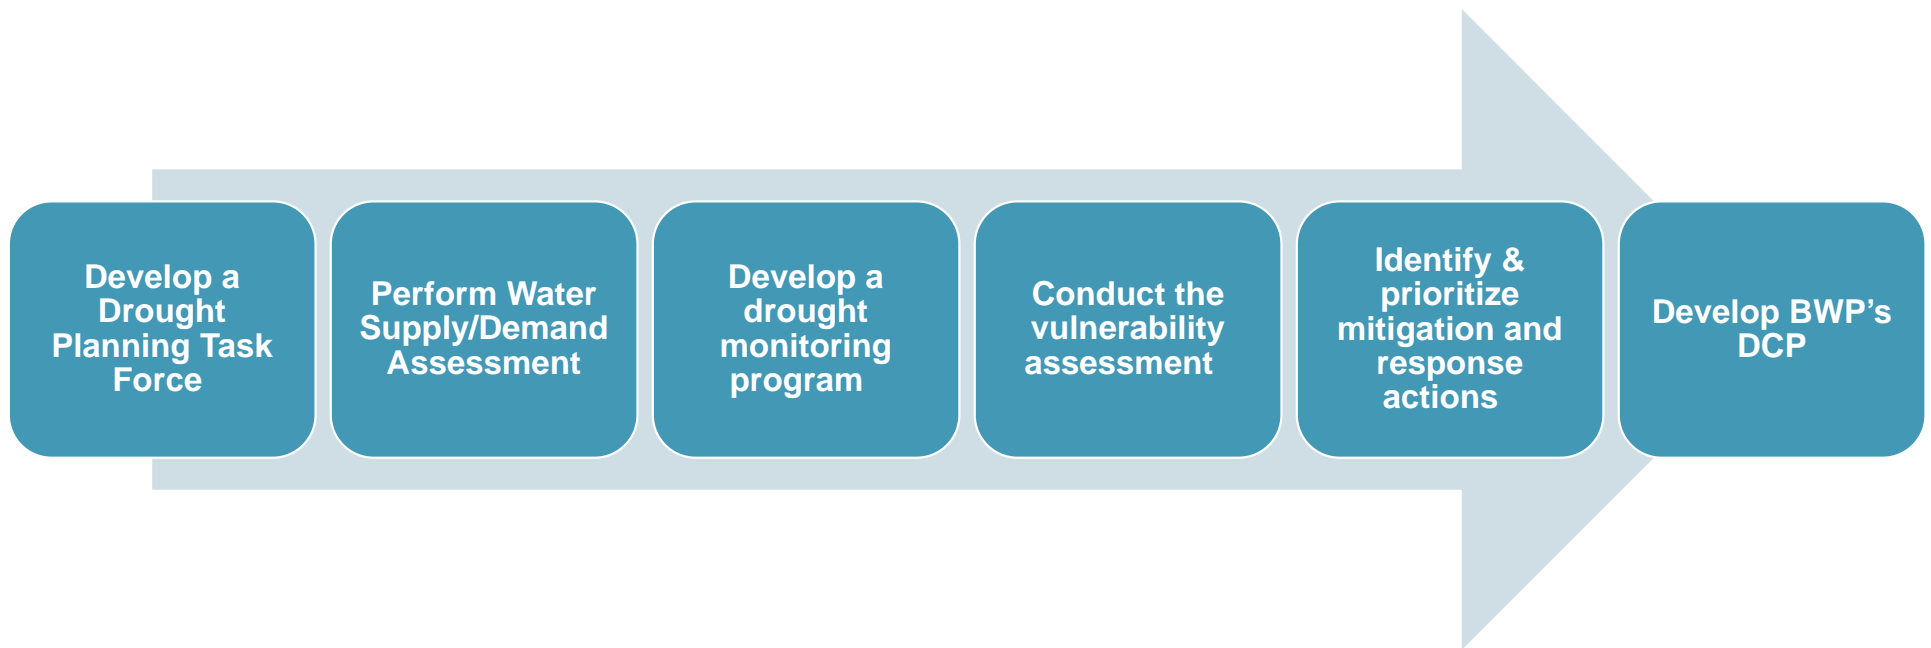 Develop a
Drought
Planning Task
Force
Perform Water
Supply/Demand
Assessment
Develop a
drought
monitoring
program
Conduct the
vulnerability
assessment
Identify &
prioritize
mitigation and
response
actions
Develop BWP’s
DCP